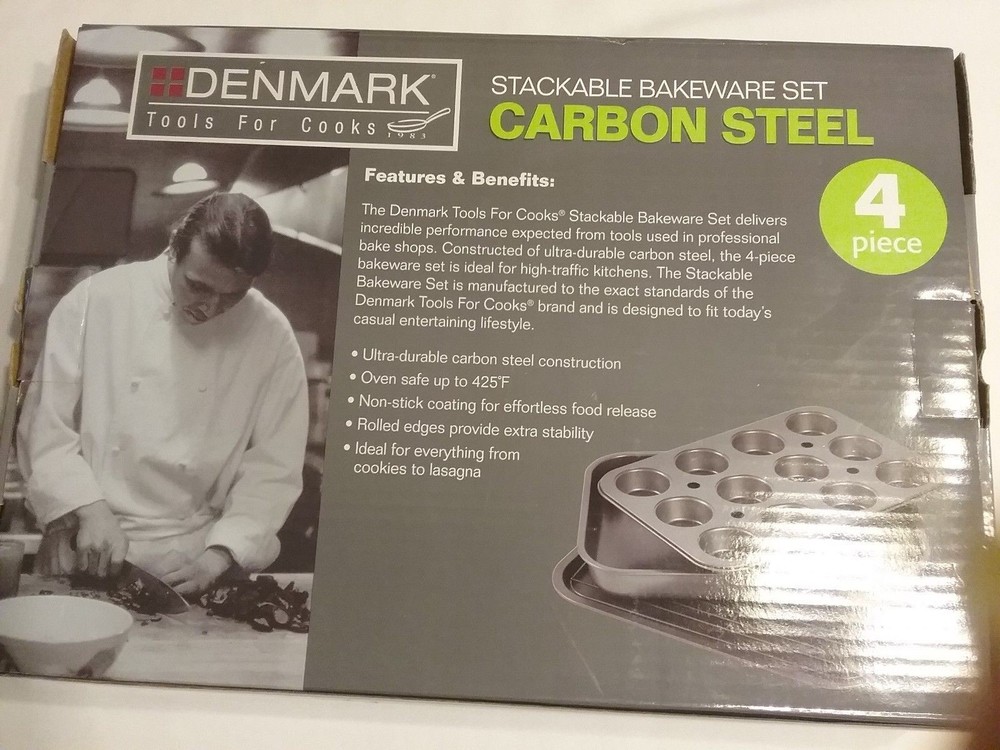 DENMARK®
Tools For Cooks
1983
STACKABLE BAKEWARE SET
CARBON STEEL
4
piece
Features & Benefits:
The Denmark Tools For Cooks® Stackable Bakeware Set delivers
incredible performance expected from tools used in professional
bake shops. Constructed of ultra-durable carbon steel, the 4-piece
bakeware set is ideal for high-traffic kitchens. The Stackable
Bakeware Set is manufactured to the exact standards of the
Denmark Tools For Cooks® brand and is designed to fit today's
casual entertaining lifestyle.
• Ultra-durable carbon steel construction
• Oven safe up to 425°F
• Non-stick coating for effortless food release
• Rolled edges provide extra stability
• Ideal for everything from
cookies to lasagna